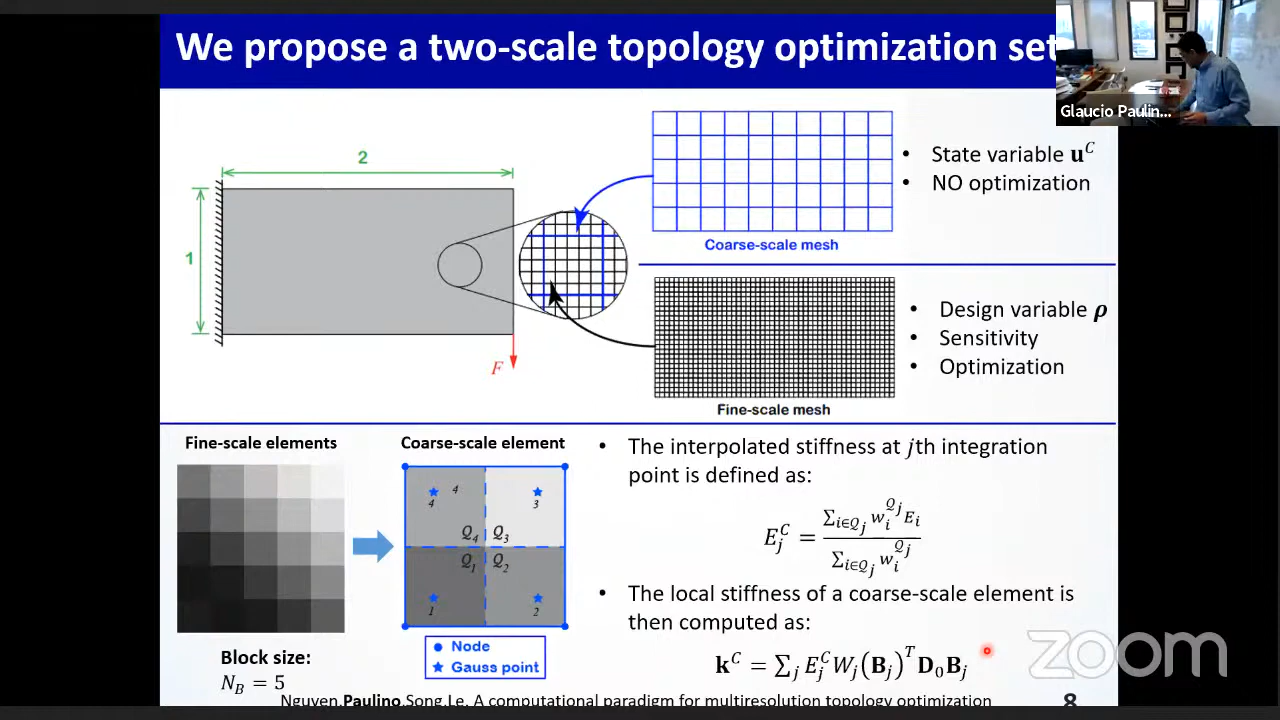 We propose a two-scale topology optimization set
Glaucio Paulin...
2
1
F
Coarse-scale mesh
• State variable 𝐮^C
• NO optimization
Fine-scale mesh
• Design variable 𝝆
• Sensitivity
• Optimization
Fine-scale elements
Coarse-scale element
4 4 3
Q_4 Q_3
Q_1 Q_2
1 2
Node
Gauss point
Block size:
N_B = 5
• The interpolated stiffness at jth integration
point is defined as:
E_j^C = ∑_{i∈Q_j} w_i^{Q_j} E_i / ∑_{i∈Q_j} w_i^{Q_j}
• The local stiffness of a coarse-scale element is
then computed as:
𝐤^C = ∑_j E_j^C W_j (𝐁_j)^T 𝐃_0 𝐁_j
zoom
Nguyen,Paulino,Song,Le, A computational paradigm for multiresolution topology optimization
8